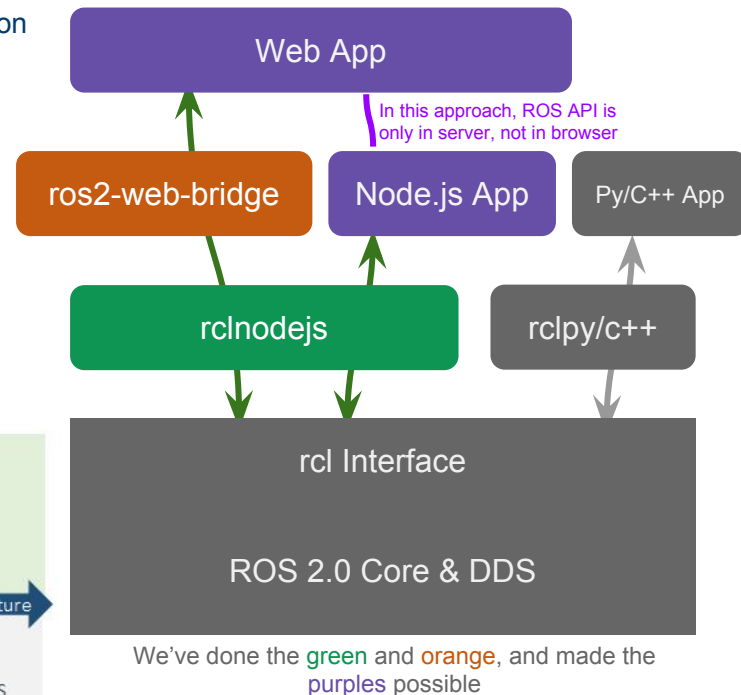 on
Web App
In this approach, ROS API is
only in server, not in browser
ros2-web-bridge
Node.js App
Py/C++ App
rclnodejs
rclpy/c++
rcl Interface
ROS 2.0 Core & DDS
ture
s
We've done the green and orange, and made the
purples possible